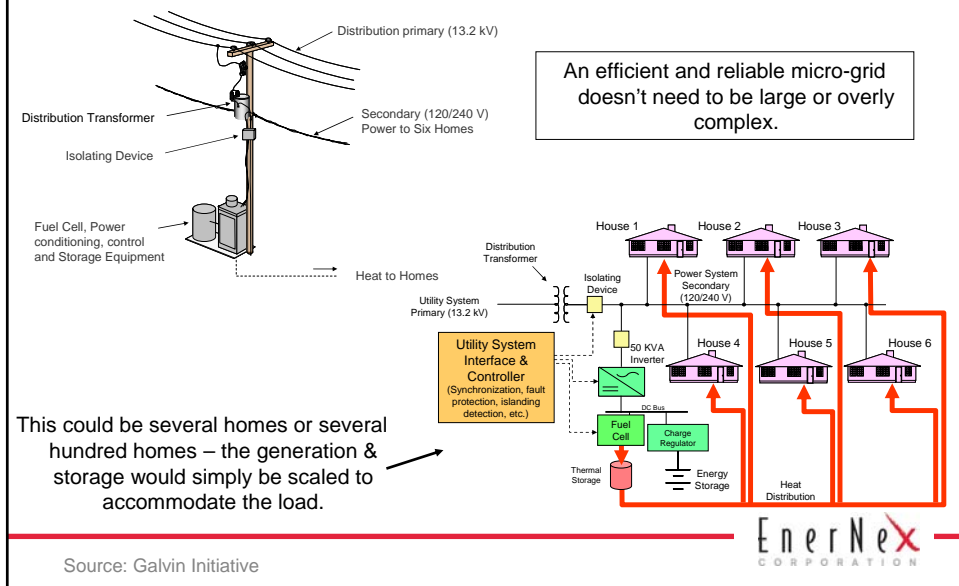 Distribution primary (13.2 kV)
Distribution Transformer
Secondary (120/240 V)
Power to Six Homes
Isolating Device
Fuel Cell, Power
conditioning, control
and Storage Equipment
Heat to Homes
An efficient and reliable micro-grid
doesn’t need to be large or overly
complex.
House 1
House 2
House 3
Distribution
Transformer
Isolating
Device
Power System
Secondary
(120/240 V)
Utility System
Primary (13.2 kV)
Utility System
Interface &
Controller
(Synchronization, fault
protection, islanding
detection, etc.)
50 KVA
Inverter
House 4
House 5
House 6
DC Bus
Fuel
Cell
Charge
Regulator
Thermal
Storage
Energy
Storage
Heat
Distribution
This could be several homes or several
hundred homes – the generation &
storage would simply be scaled to
accommodate the load.
Source: Galvin Initiative
EnerNex
CORPORATION